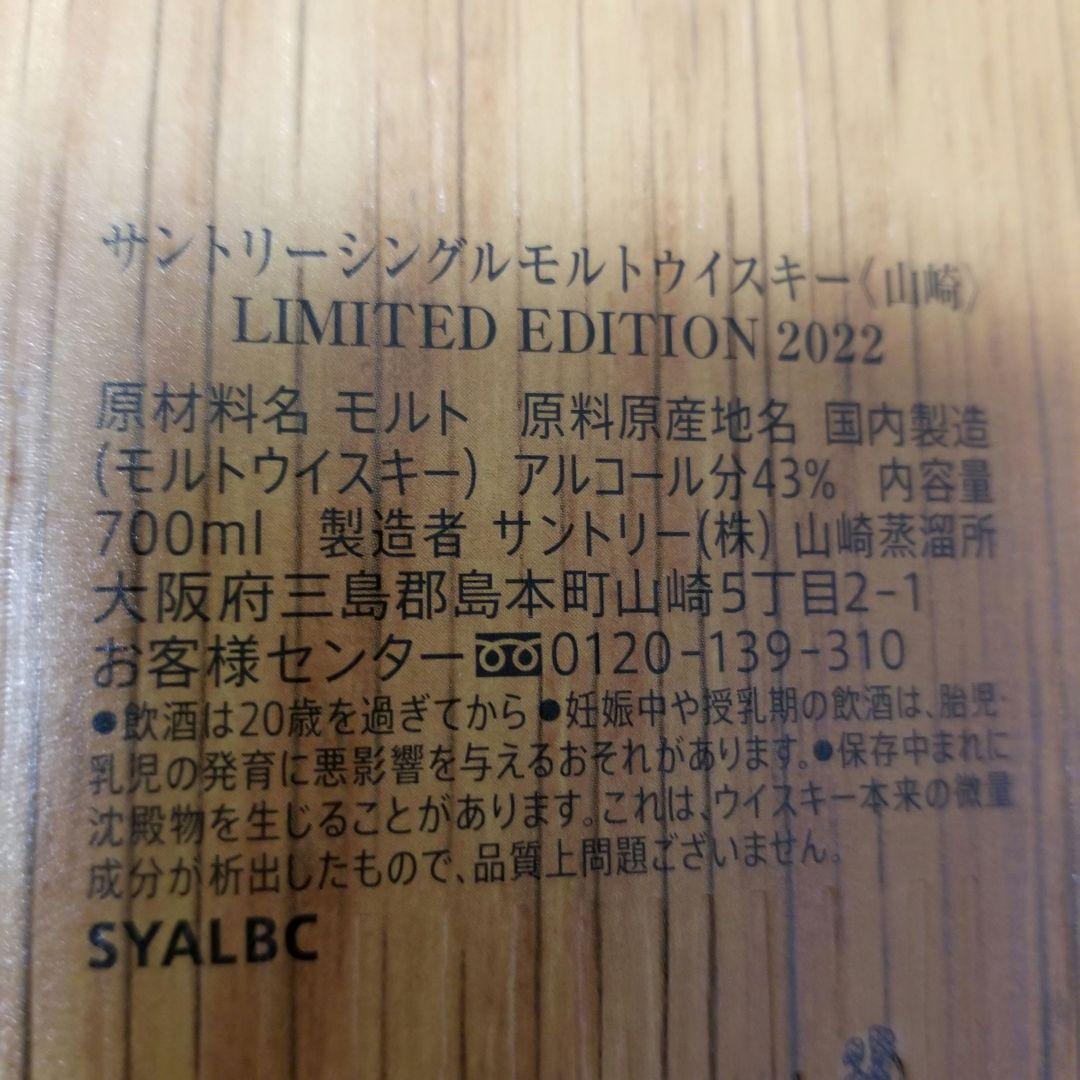 サントリーシングルモルトウイスキー《山崎》
LIMITED EDITION 2022
原材料名 モルト 原料原産地名 国内製造
(モルトウイスキー) アルコール分43% 内容量
700ml 製造者 サントリー(株) 山崎蒸溜所
大阪府三島郡島本町山崎5丁目2-1
お客様センター 0120-139-310
●飲酒は20歳を過ぎてから●妊娠中や授乳期の飲酒は、胎児・
乳児の発育に悪影響を与えるおそれがあります。●保存中まれに
沈殿物を生じることがあります。これは、ウイスキー本来の微量
成分が析出したもので、品質上問題ございません。
SYALBC